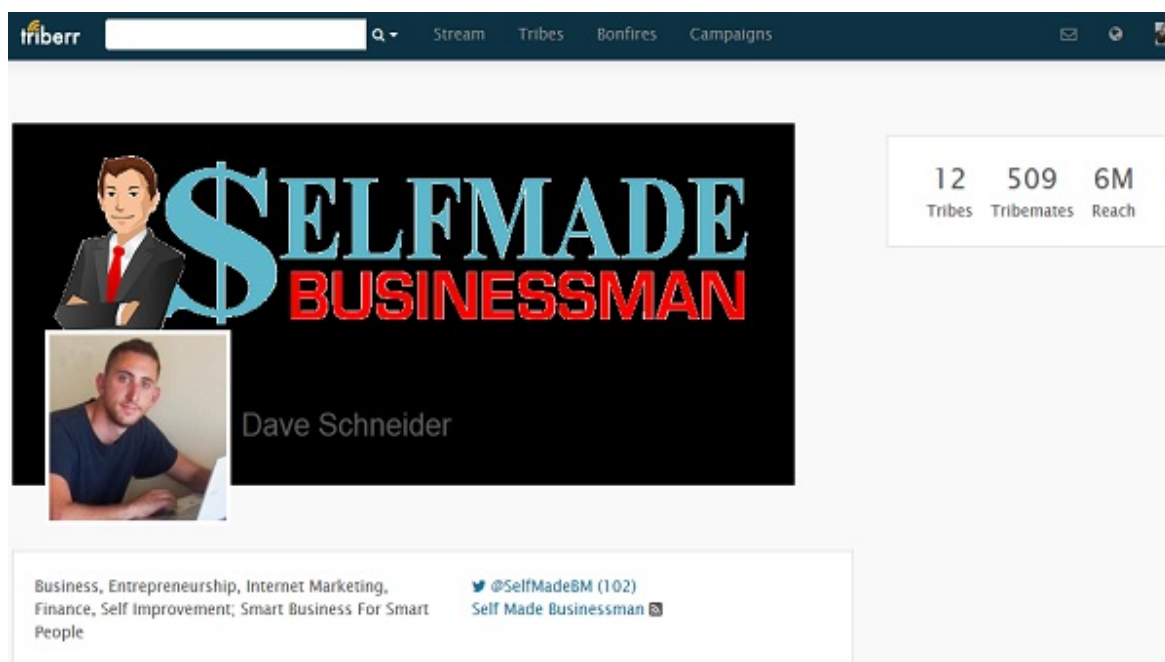 triberr
Stream Tribes Bonfires Campaigns
$ELFMADE
BUSINESSMAN
Dave Schneider
12 509 6M
Tribes Tribemates Reach
Business, Entrepreneurship, Internet Marketing,
Finance, Self Improvement; Smart Business For Smart
People
@SelfMadeBM (102)
Self Made Businessman